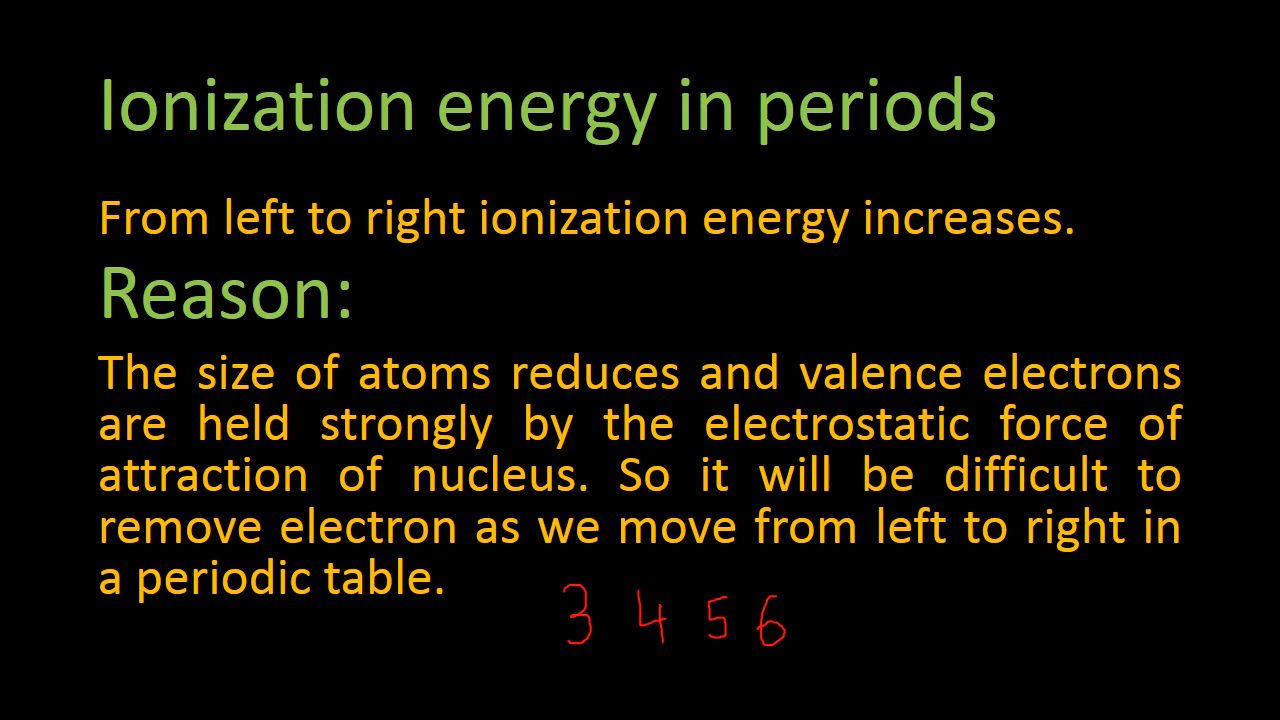 Ionization energy in periods
From left to right ionization energy increases.
Reason:
The size of atoms reduces and valence electrons
are held strongly by the electrostatic force of
attraction of nucleus. So it will be difficult to
remove electron as we move from left to right in
a periodic table.
3 4 5 6